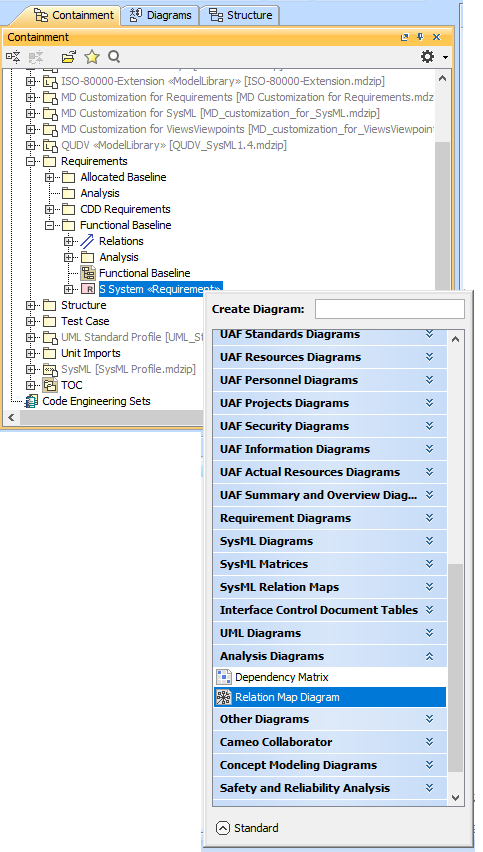 Containment
Diagrams
Structure
Containment
ISO-80000-Extension «ModelLibrary» [ISO-80000-Extension.mdzip]
MD Customization for Requirements [MD Customization for Requirements.mdz
MD Customization for SysML [MD_customization_for_SysML.mdzip]
MD Customization for ViewsViewpoints [MD_customization_for_ViewsViewpoint
QUDV «ModelLibrary» [QUDV_SysML1.4.mdzip]
Requirements
Allocated Baseline
Analysis
CDD Requirements
Functional Baseline
Relations
Analysis
Functional Baseline
R S System «Requirement»
Structure
Test Case
UML Standard Profile [UML_St
Unit Imports
SysML [SysML Profile.mdzip]
TOC
Code Engineering Sets
Create Diagram:
UAF Standards Diagrams
UAF Resources Diagrams
UAF Personnel Diagrams
UAF Projects Diagrams
UAF Security Diagrams
UAF Information Diagrams
UAF Actual Resources Diagrams
UAF Summary and Overview Diag...
Requirement Diagrams
SysML Diagrams
SysML Matrices
SysML Relation Maps
Interface Control Document Tables
UML Diagrams
Analysis Diagrams
Dependency Matrix
Relation Map Diagram
Other Diagrams
Cameo Collaborator
Concept Modeling Diagrams
Safety and Reliability Analysis
Standard